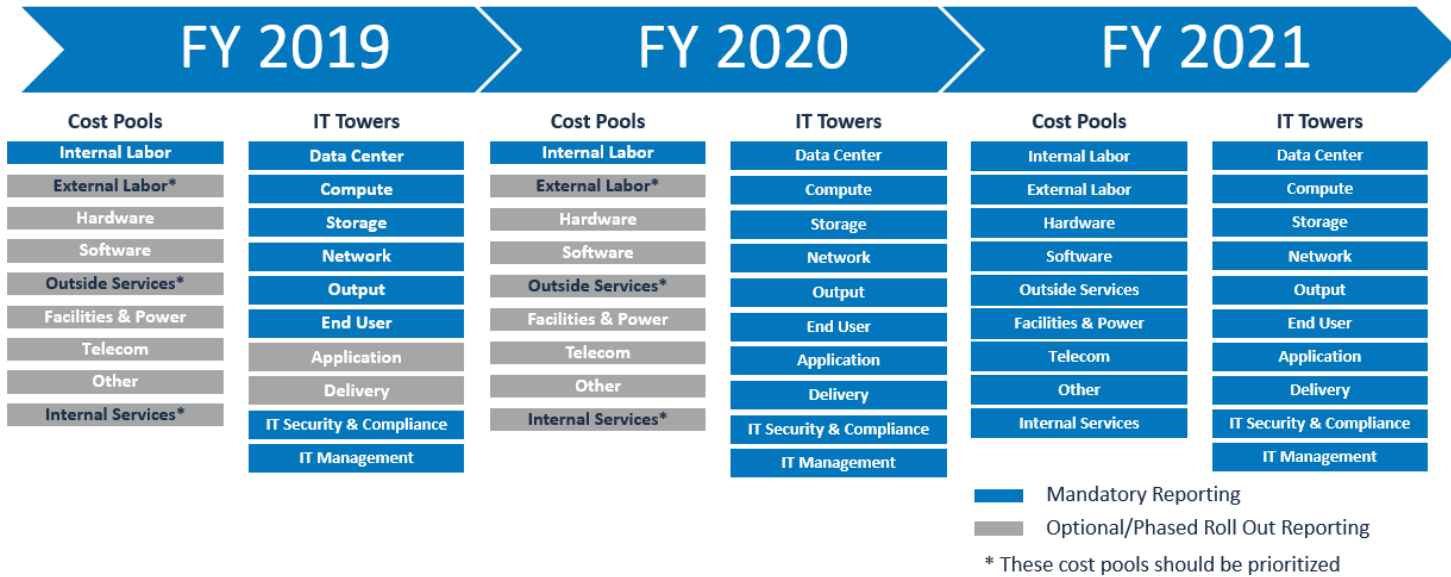 FY 2019
FY 2020
FY 2021
Cost Pools
Internal Labor
External Labor*
Hardware
Software
Outside Services*
Facilities & Power
Telecom
Other
Internal Services*
IT Towers
Data Center
Compute
Storage
Network
Output
End User
Application
Delivery
IT Security & Compliance
IT Management
Cost Pools
Internal Labor
External Labor*
Hardware
Software
Outside Services*
Facilities & Power
Telecom
Other
Internal Services*
IT Towers
Data Center
Compute
Storage
Network
Output
End User
Application
Delivery
IT Security & Compliance
IT Management
Cost Pools
Internal Labor
External Labor
Hardware
Software
Outside Services
Facilities & Power
Telecom
Other
Internal Services
IT Towers
Data Center
Compute
Storage
Network
Output
End User
Application
Delivery
IT Security & Compliance
IT Management
Mandatory Reporting
Optional/Phased Roll Out Reporting
* These cost pools should be prioritized